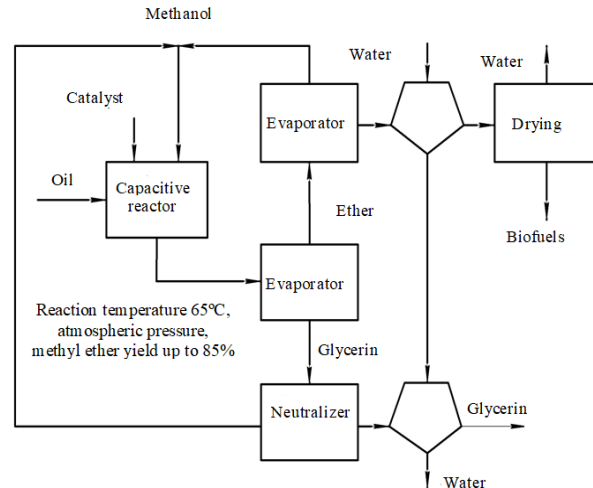 Methanol
Water
Water
Catalyst
Evaporator
Drying
Oil
Capacitive
reactor
Ether
Biofuels
Evaporator
Reaction temperature 65°C,
atmospheric pressure,
methyl ether yield up to 85%
Glycerin
Neutralizer
Glycerin
Water